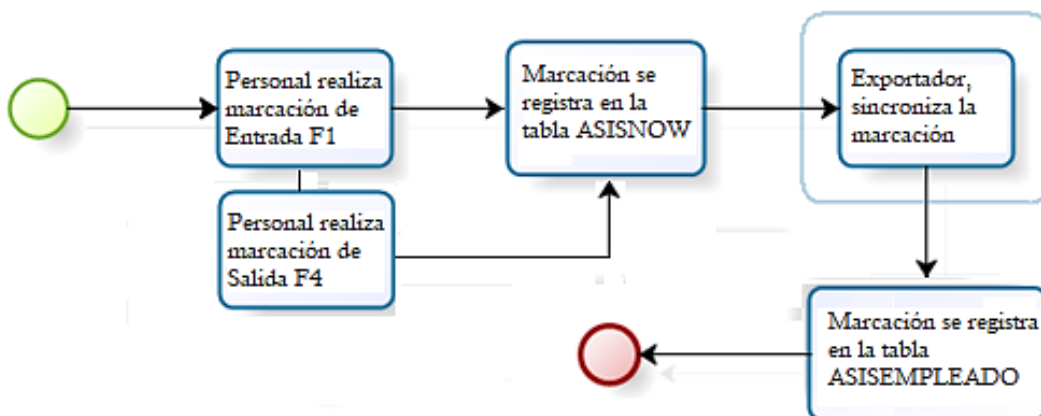 Personal realiza
marcación de
Entrada F1
Marcación se
registra en la
tabla ASISNOW
Exportador,
sincroniza la
marcación
Personal realiza
marcación de
Salida F4
Marcación se registra
en la tabla
ASISEMPLEADO